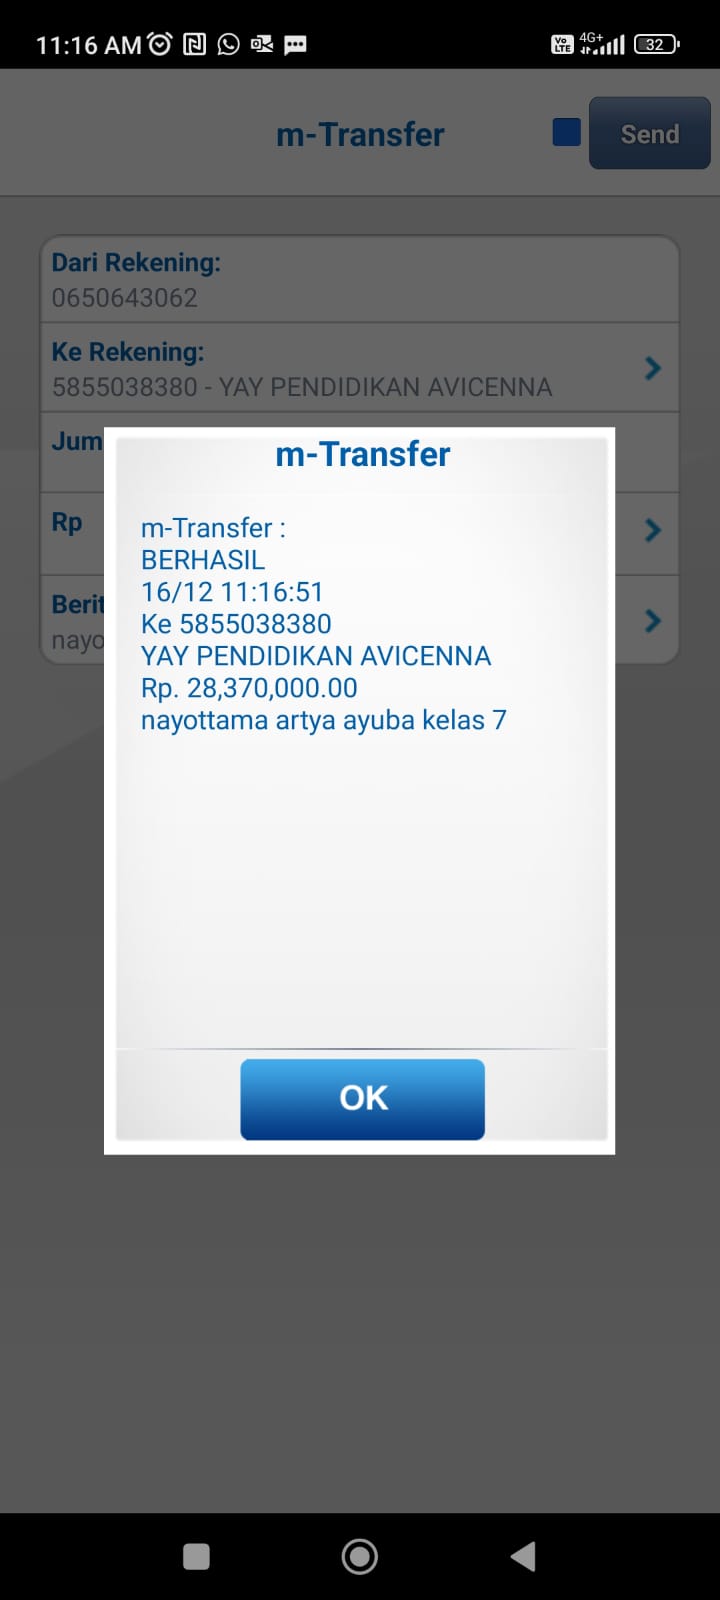 11:16 AM
Vo LTE 4G+ 32
m-Transfer
Send
Dari Rekening:
0650643062
Ke Rekening:
5855038380 - YAY PENDIDIKAN AVICENNA
Jum
Rp
Berit
nayo
m-Transfer
m-Transfer :
BERHASIL
16/12 11:16:51
Ke 5855038380
YAY PENDIDIKAN AVICENNA
Rp. 28,370,000.00
nayottama artya ayuba kelas 7
OK